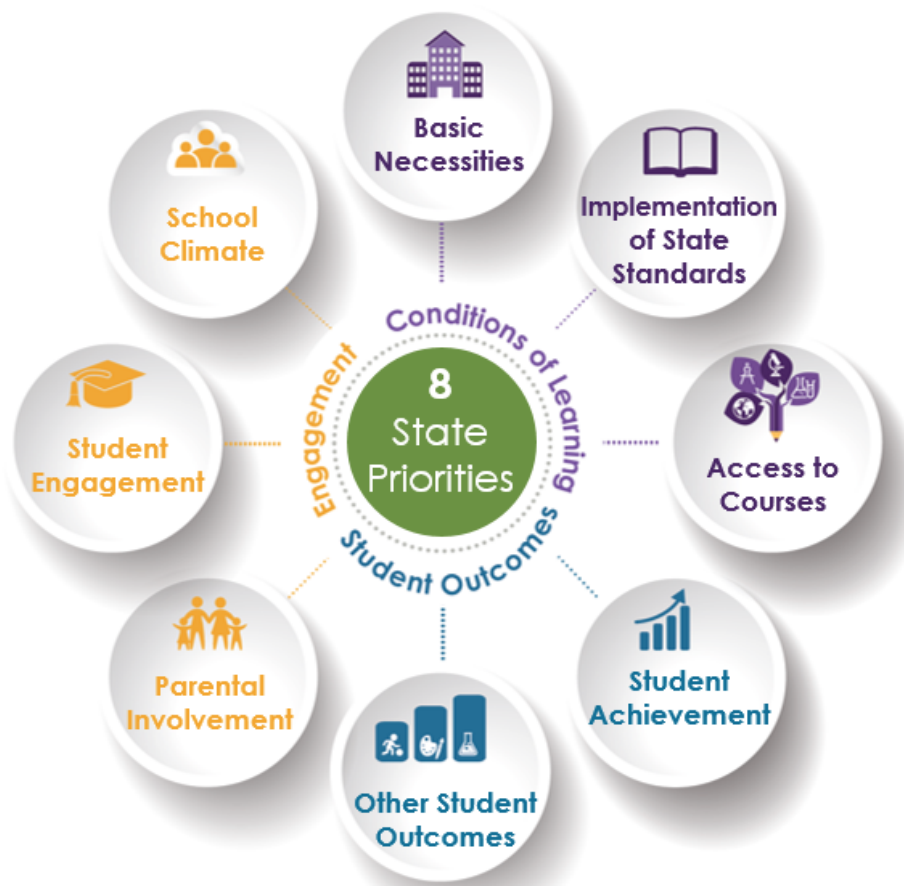 8
State
Priorities
Conditions of Learning
Student Outcomes
Engagement
Basic
Necessities
Implementation
of State
Standards
Access to
Courses
Student
Achievement
Other Student
Outcomes
Parental
Involvement
Student
Engagement
School
Climate